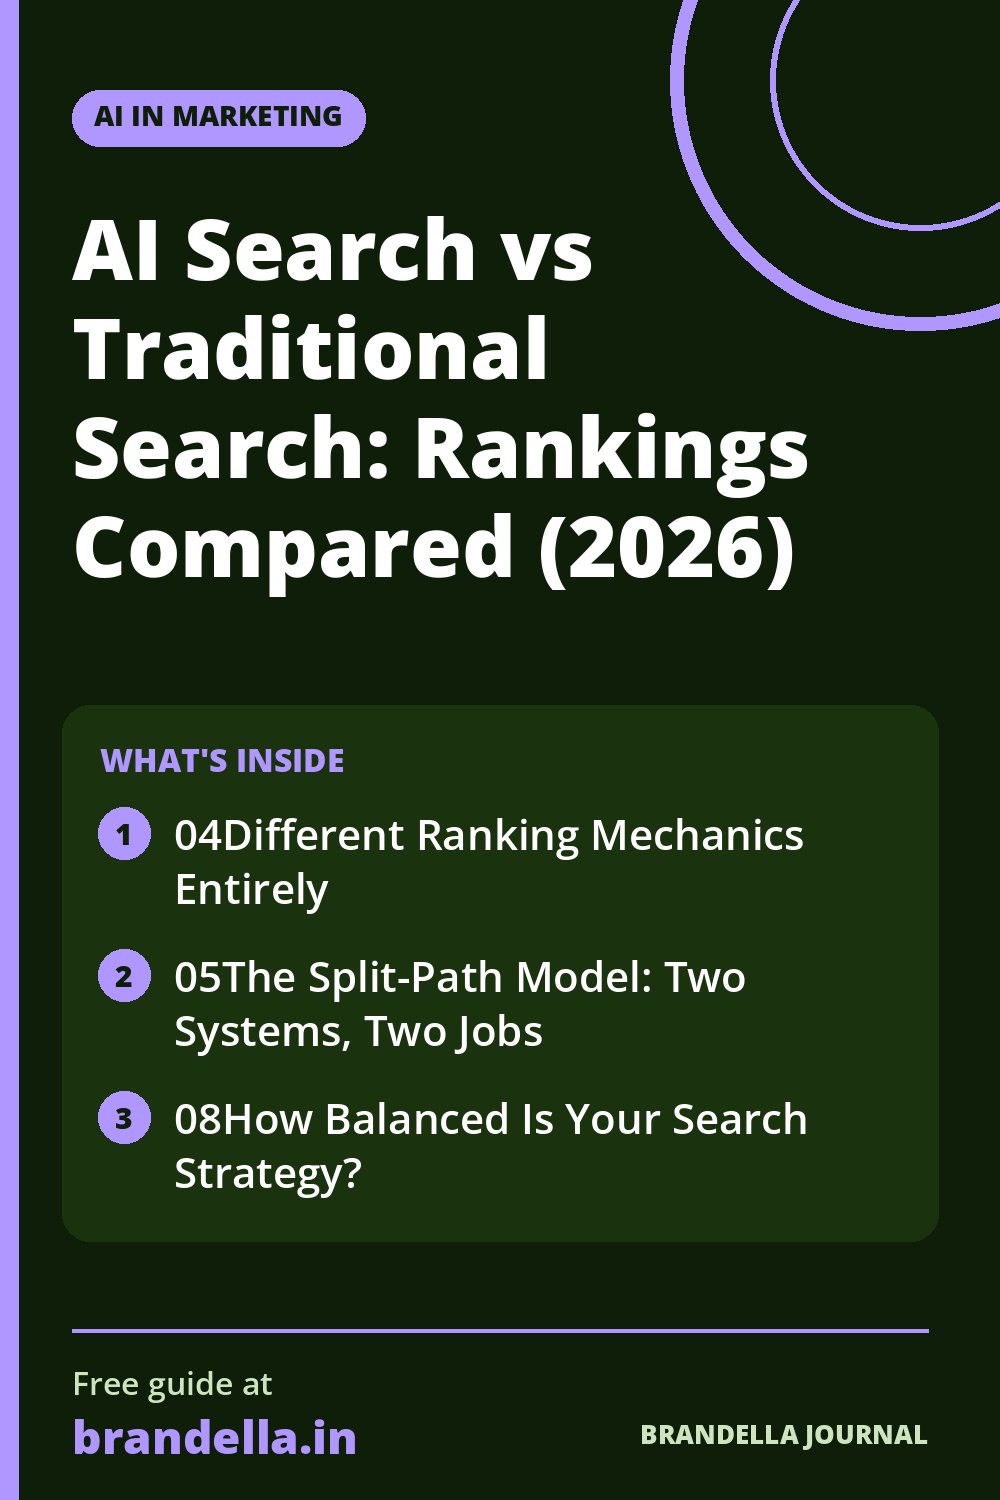 AI IN MARKETING
AI Search vs
Traditional
Search: Rankings
Compared (2026)
WHAT'S INSIDE
1 04Different Ranking Mechanics
Entirely
2 05The Split-Path Model: Two
Systems, Two Jobs
3 08How Balanced Is Your Search
Strategy?
Free guide at
brandella.in
BRANDELLA JOURNAL